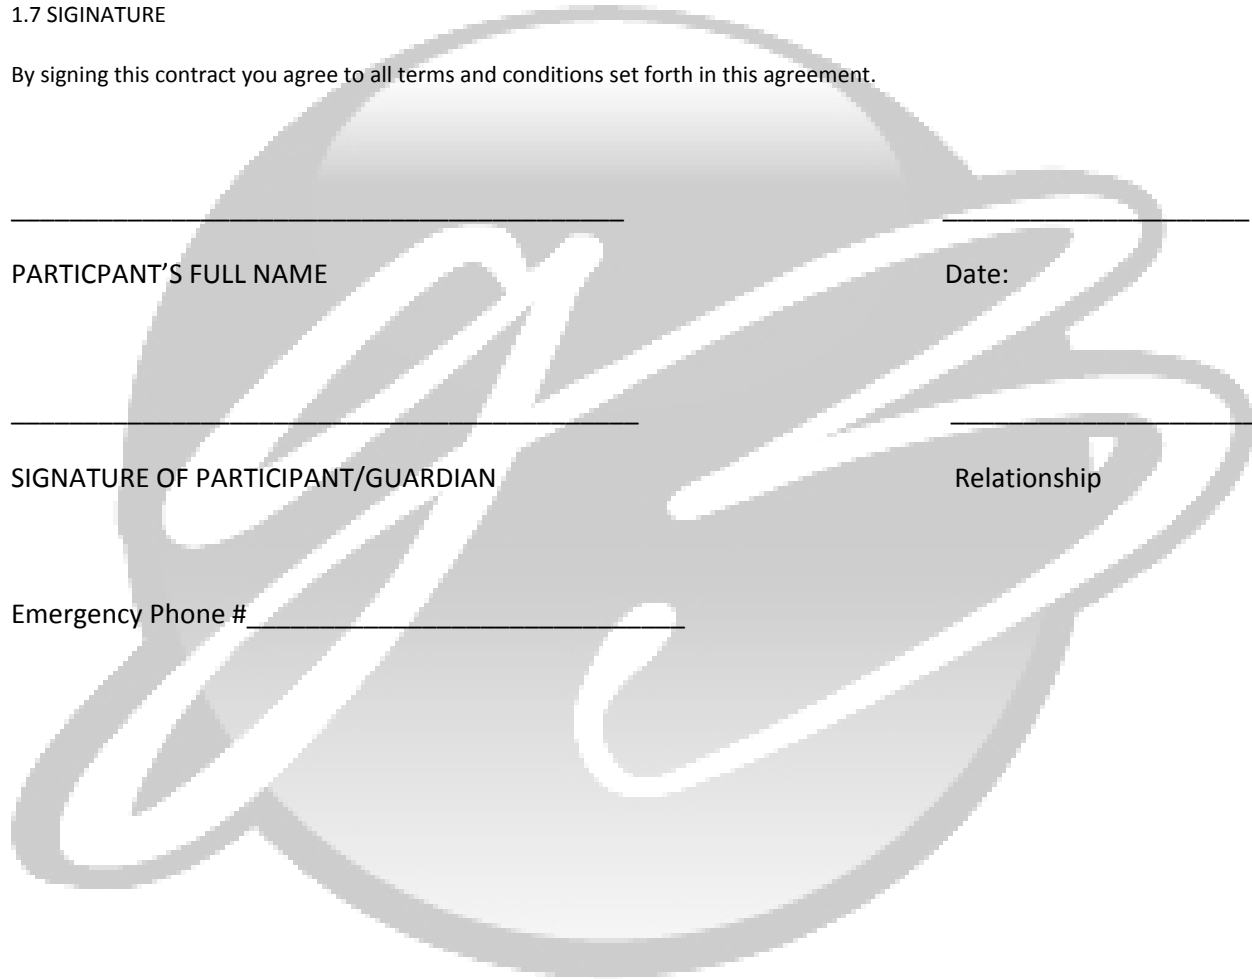 1.7 SIGINATURE
By signing this contract you agree to all terms and conditions set forth in this agreement.
PARTICPANT’S FULL NAME Date:
SIGNATURE OF PARTICIPANT/GUARDIAN Relationship
Emergency Phone #______________________________